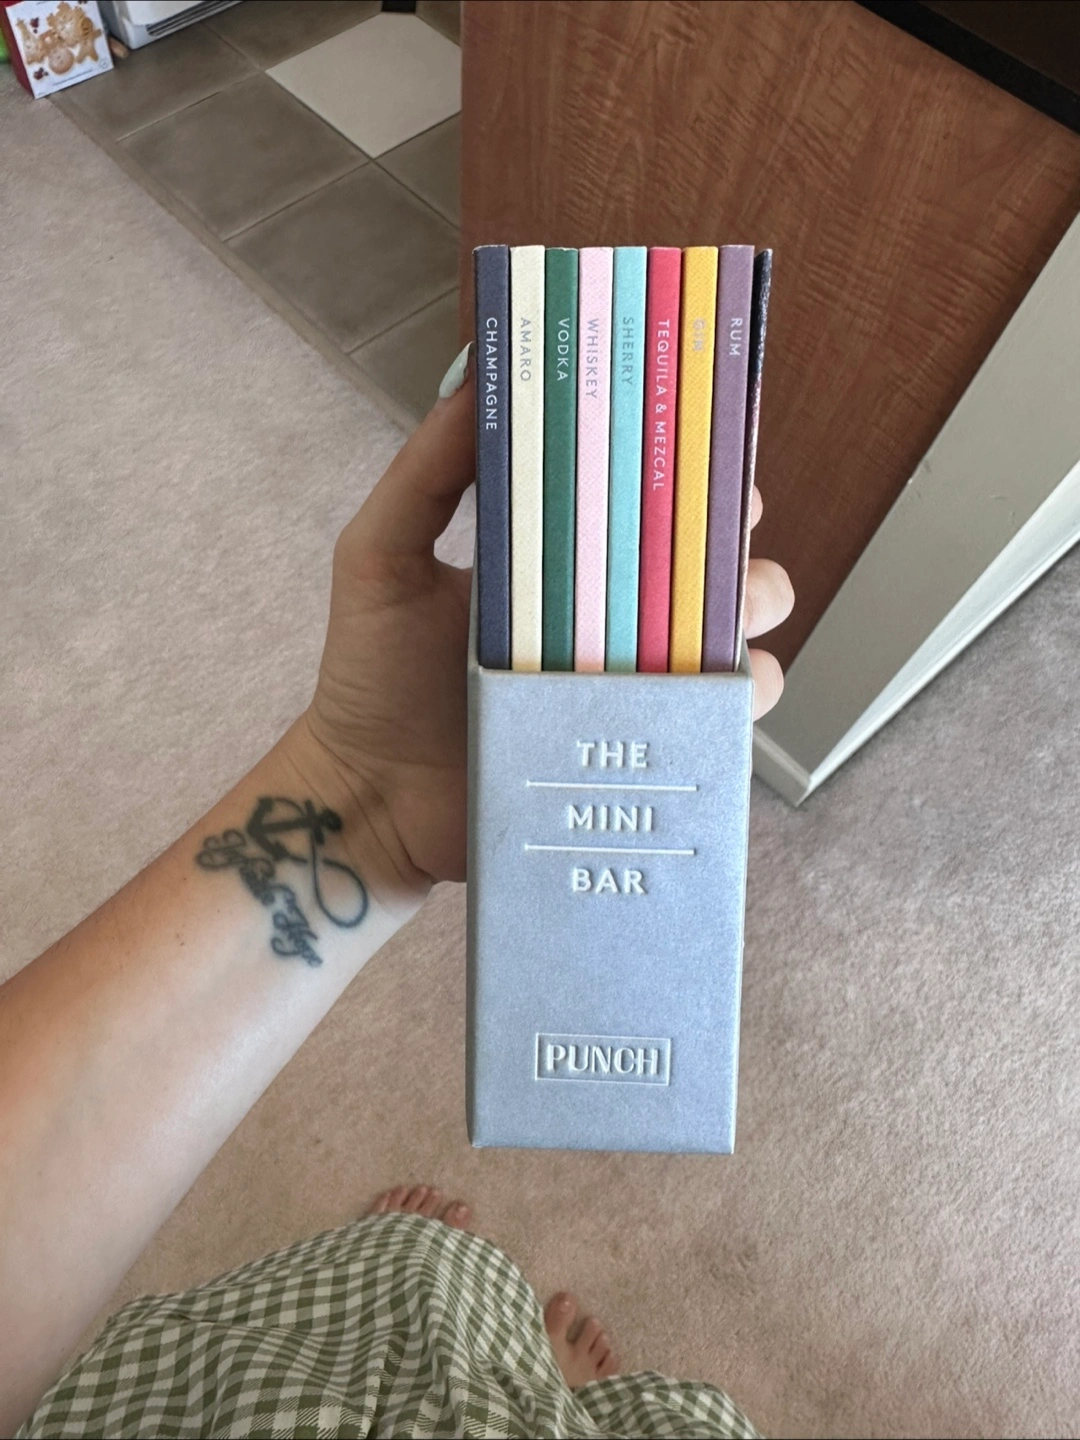 CHAMPAGNE
AMARO
VODKA
WHISKEY
SHERRY
TEQUILA & MEZCAL
GIN
RUM
THE
MINI
BAR
PUNCH